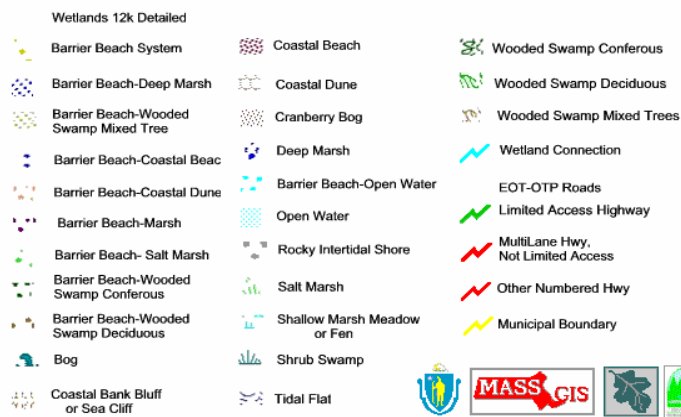 Wetlands 12k Detailed
Barrier Beach System
Barrier Beach-Deep Marsh
Barrier Beach-Wooded
Swamp Mixed Tree
Barrier Beach-Coastal Beac
Barrier Beach-Coastal Dune
Barrier Beach-Marsh
Barrier Beach- Salt Marsh
Barrier Beach-Wooded
Swamp Conferous
Barrier Beach-Wooded
Swamp Deciduous
Bog
Coastal Bank Bluff
or Sea Cliff
Coastal Beach
Coastal Dune
Cranberry Bog
Deep Marsh
Barrier Beach-Open Water
Open Water
Rocky Intertidal Shore
Salt Marsh
Shallow Marsh Meadow
or Fen
Shrub Swamp
Tidal Flat
Wooded Swamp Conferous
Wooded Swamp Deciduous
Wooded Swamp Mixed Trees
Wetland Connection
EOT-OTP Roads
Limited Access Highway
MultiLane Hwy,
Not Limited Access
Other Numbered Hwy
Municipal Boundary
MASS GIS